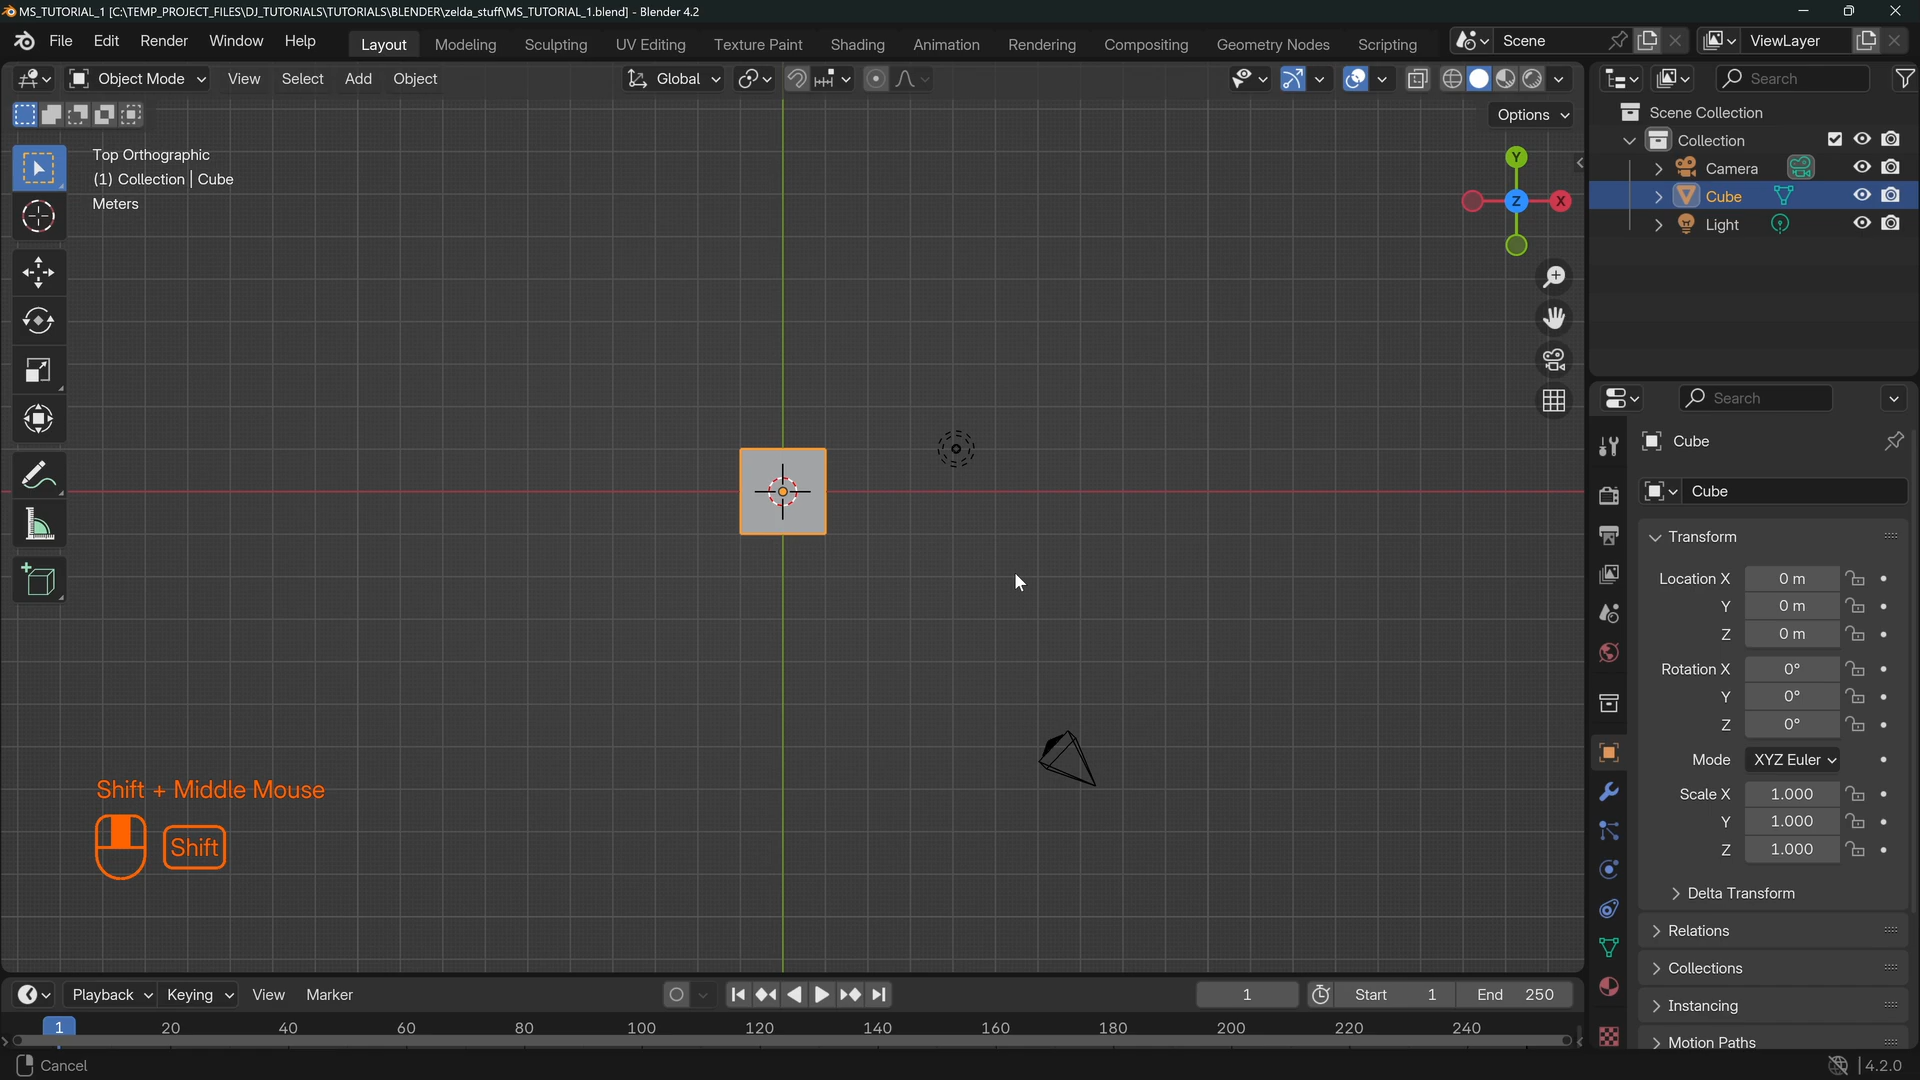 MS_TUTORIAL_1 [C:\TEMP_PROJECT_FILES\DJ_TUTORIALS\TUTORIALS\BLENDER\zelda_stuff\MS_TUTORIAL_1.blend] - Blender 4.2
File Edit Render Window Help Layout Modeling Sculpting UV Editing Texture Paint Shading Animation Rendering Compositing Geometry Nodes Scripting Scene ViewLayer
Object Mode View Select Add Object Global Search
Options
Top Orthographic
(1) Collection | Cube
Meters
Y
X
Z
Scene Collection
Collection
Camera
Cube
Light
Search
Cube
Cube
Transform
Location X 0 m
Y 0 m
Z 0 m
Rotation X 0°
Y 0°
Z 0°
Mode XYZ Euler
Scale X 1.000
Y 1.000
Z 1.000
Delta Transform
Relations
Collections
Instancing
Motion Paths
Shift + Middle Mouse
Shift
Playback Keying View Marker 1 Start 1 End 250
1 20 40 60 80 100 120 140 160 180 200 220 240
Cancel 4.2.0